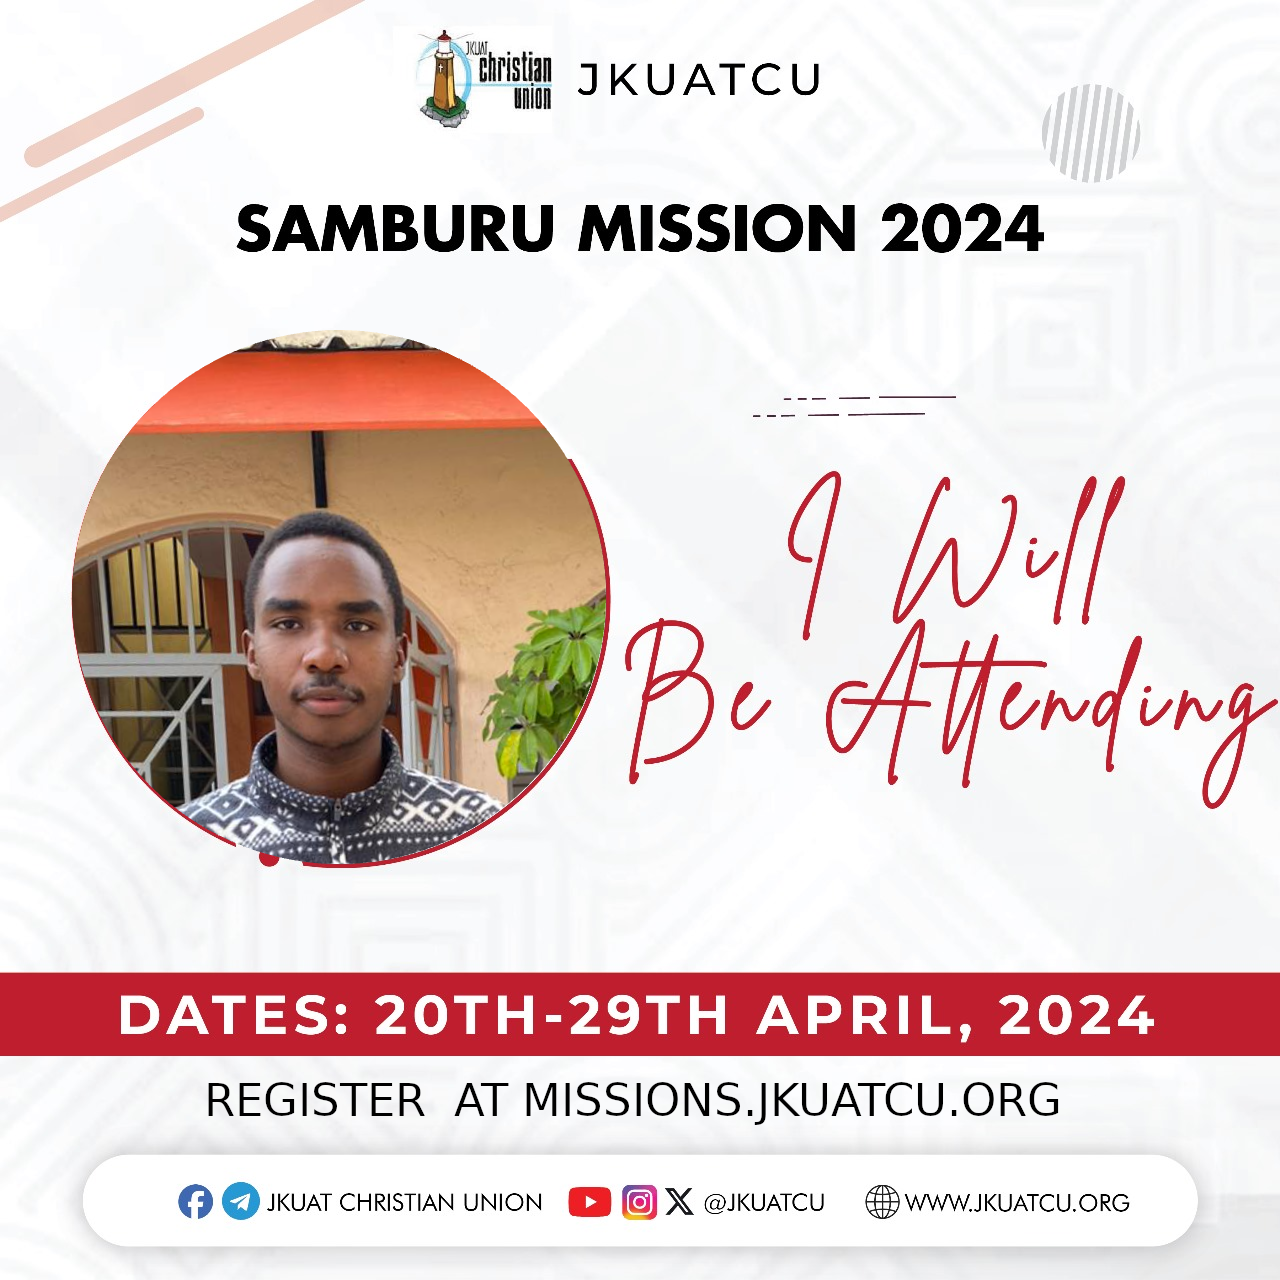 JKUAT
christian
union
JKUATCU
SAMBURU MISSION 2024
I Will
Be Attending
DATES: 20TH-29TH APRIL, 2024
REGISTER  AT MISSIONS.JKUATCU.ORG
JKUAT CHRISTIAN UNION @JKUATCU WWW.JKUATCU.ORG